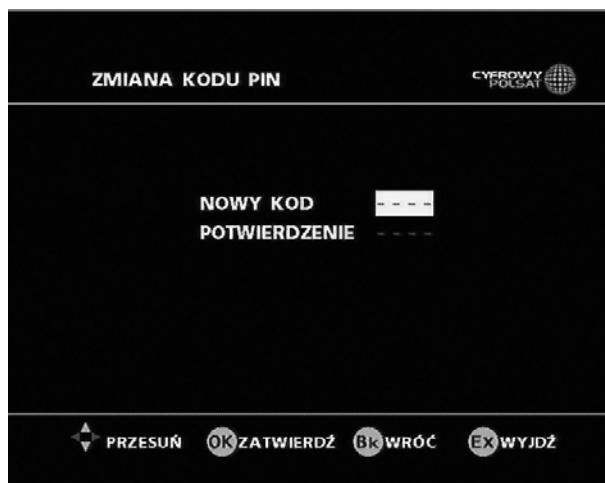 ZMIANA KODU PIN
CYFROWY
POLSAT
NOWY KOD - - - -
POTWIERDZENIE - - - -
PRZESUŃ OK ZATWIERDŹ Bk WRÓĆ Ex WYJDŹ